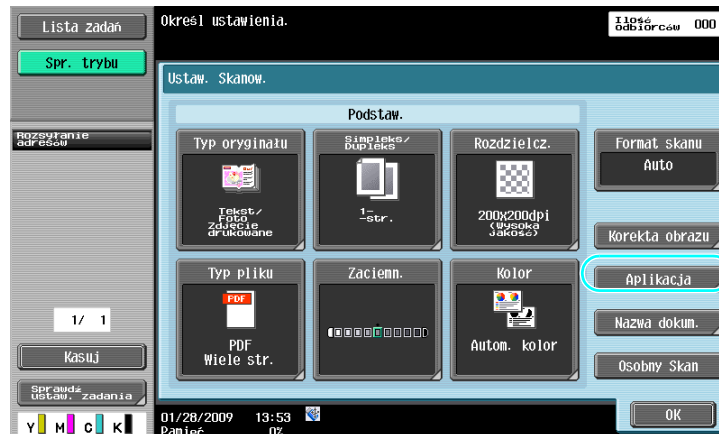 Lista zadań
Określ ustawienia.
Ilość
odbiorców
000
Spr. trybu
Ustaw. Skanow.
Podstaw.
Rozsyłanie
adresów
Typ oryginału
Tekst/
Foto
Zdjęcie
drukowane
Simpleks/
Dupleks
1-
-str.
Rozdzielcz.
200X200dpi
(Wysoka
Jakość)
Format skanu
Auto
Korekta obrazu
Typ pliku
PDF
PDF
Wiele str.
Zaciemn.
Kolor
Autom. kolor
Aplikacja
Nazwa dokum.
Osobny Skan
1/ 1
Kasuj
Sprawdź
ustaw. zadania
Y M C K
01/28/2009 13:53
Pamięć 0%
OK